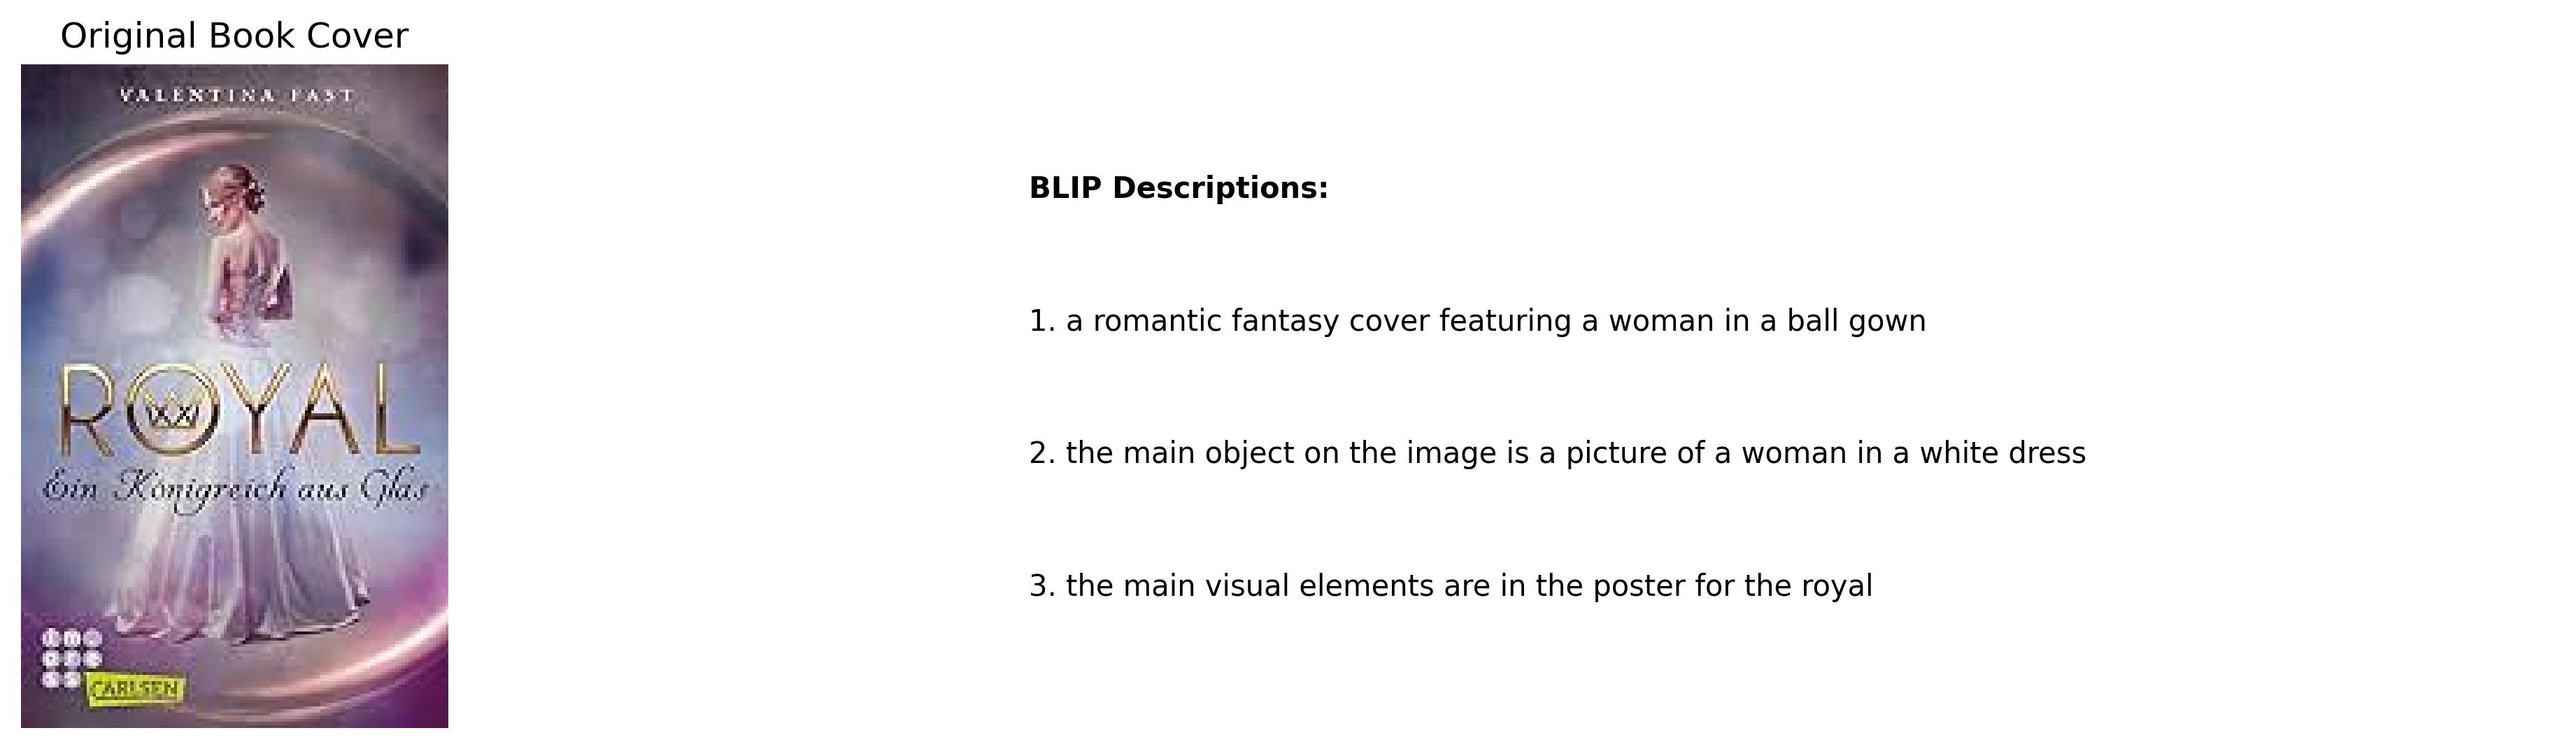 Original Book Cover
VALENTINA FAST
ROYAL
Ein Königreich aus Glas
CARLSEN
BLIP Descriptions:
1. a romantic fantasy cover featuring a woman in a ball gown
2. the main object on the image is a picture of a woman in a white dress
3. the main visual elements are in the poster for the royal